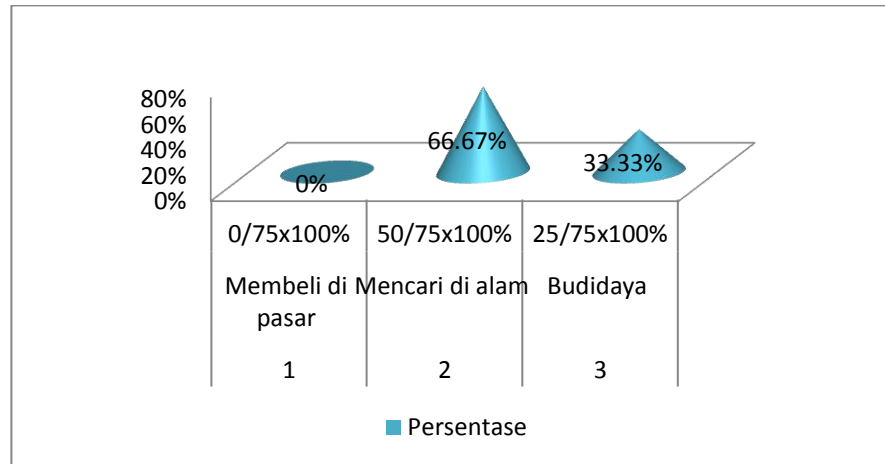 80%
60%
40%
20%
0%
0%
66.67%
33.33%
0/75x100% 50/75x100% 25/75x100%
Membeli di Mencari di alam Budidaya
pasar
1 2 3
Persentase